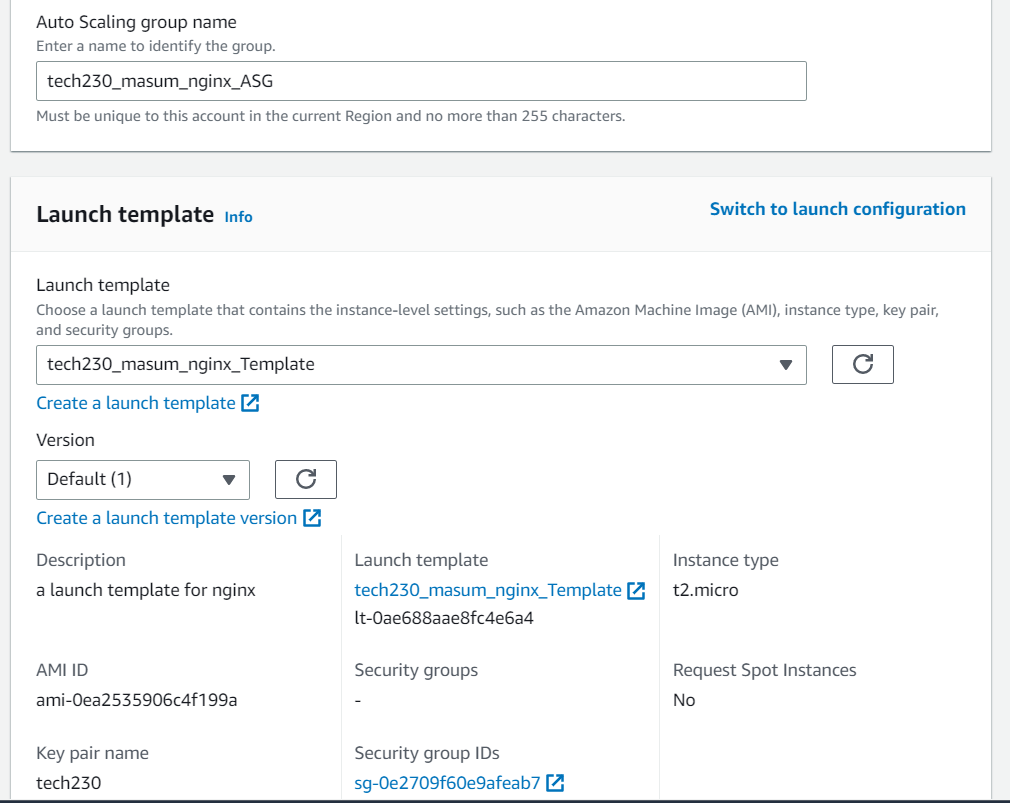 Auto Scaling group name
Enter a name to identify the group.
tech230_masum_nginx_ASG
Must be unique to this account in the current Region and no more than 255 characters.
Launch template Info
Switch to launch configuration
Launch template
Choose a launch template that contains the instance-level settings, such as the Amazon Machine Image (AMI), instance type, key pair,
and security groups.
tech230_masum_nginx_Template
Create a launch template
Version
Default (1)
Create a launch template version
Description
a launch template for nginx
Launch template
tech230_masum_nginx_Template
lt-0ae688aae8fc4e6a4
Instance type
t2.micro
AMI ID
ami-0ea2535906c4f199a
Security groups
-
Request Spot Instances
No
Key pair name
tech230
Security group IDs
sg-0e2709f60e9afeab7